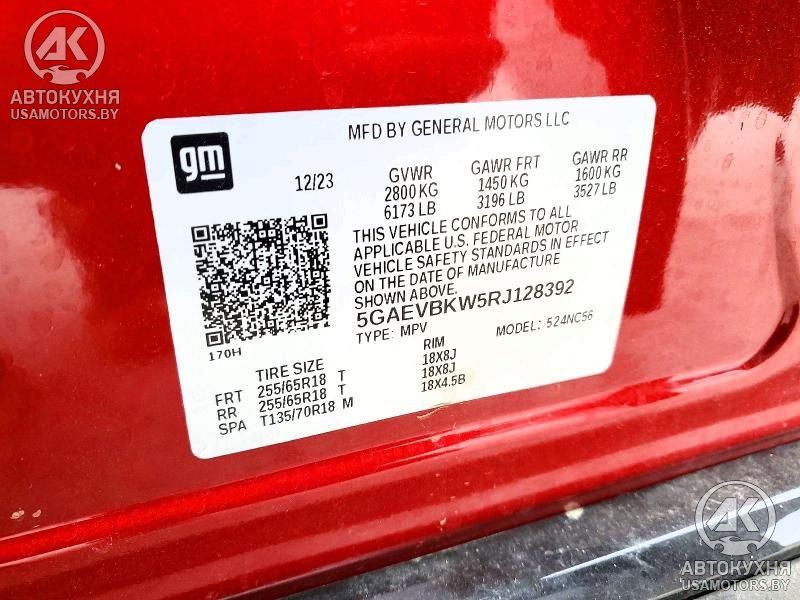 AK
АВТОКУХНЯ
USAMOTORS.BY
gm
MFD BY GENERAL MOTORS LLC
12/23
GVWR GAWR FRT GAWR RR
2800 KG 1450 KG 1600 KG
6173 LB 3196 LB 3527 LB
THIS VEHICLE CONFORMS TO ALL
APPLICABLE U.S. FEDERAL MOTOR
VEHICLE SAFETY STANDARDS IN EFFECT
ON THE DATE OF MANUFACTURE
SHOWN ABOVE.
5GAEVBKW5RJ128392
TYPE: MPV MODEL: 524NC56
170H
TIRE SIZE RIM
FRT 255/65R18 T 18X8J
RR 255/65R18 T 18X8J
SPA T135/70R18 M 18X4.5B
AK
АВТОКУХНЯ
USAMOTORS.BY